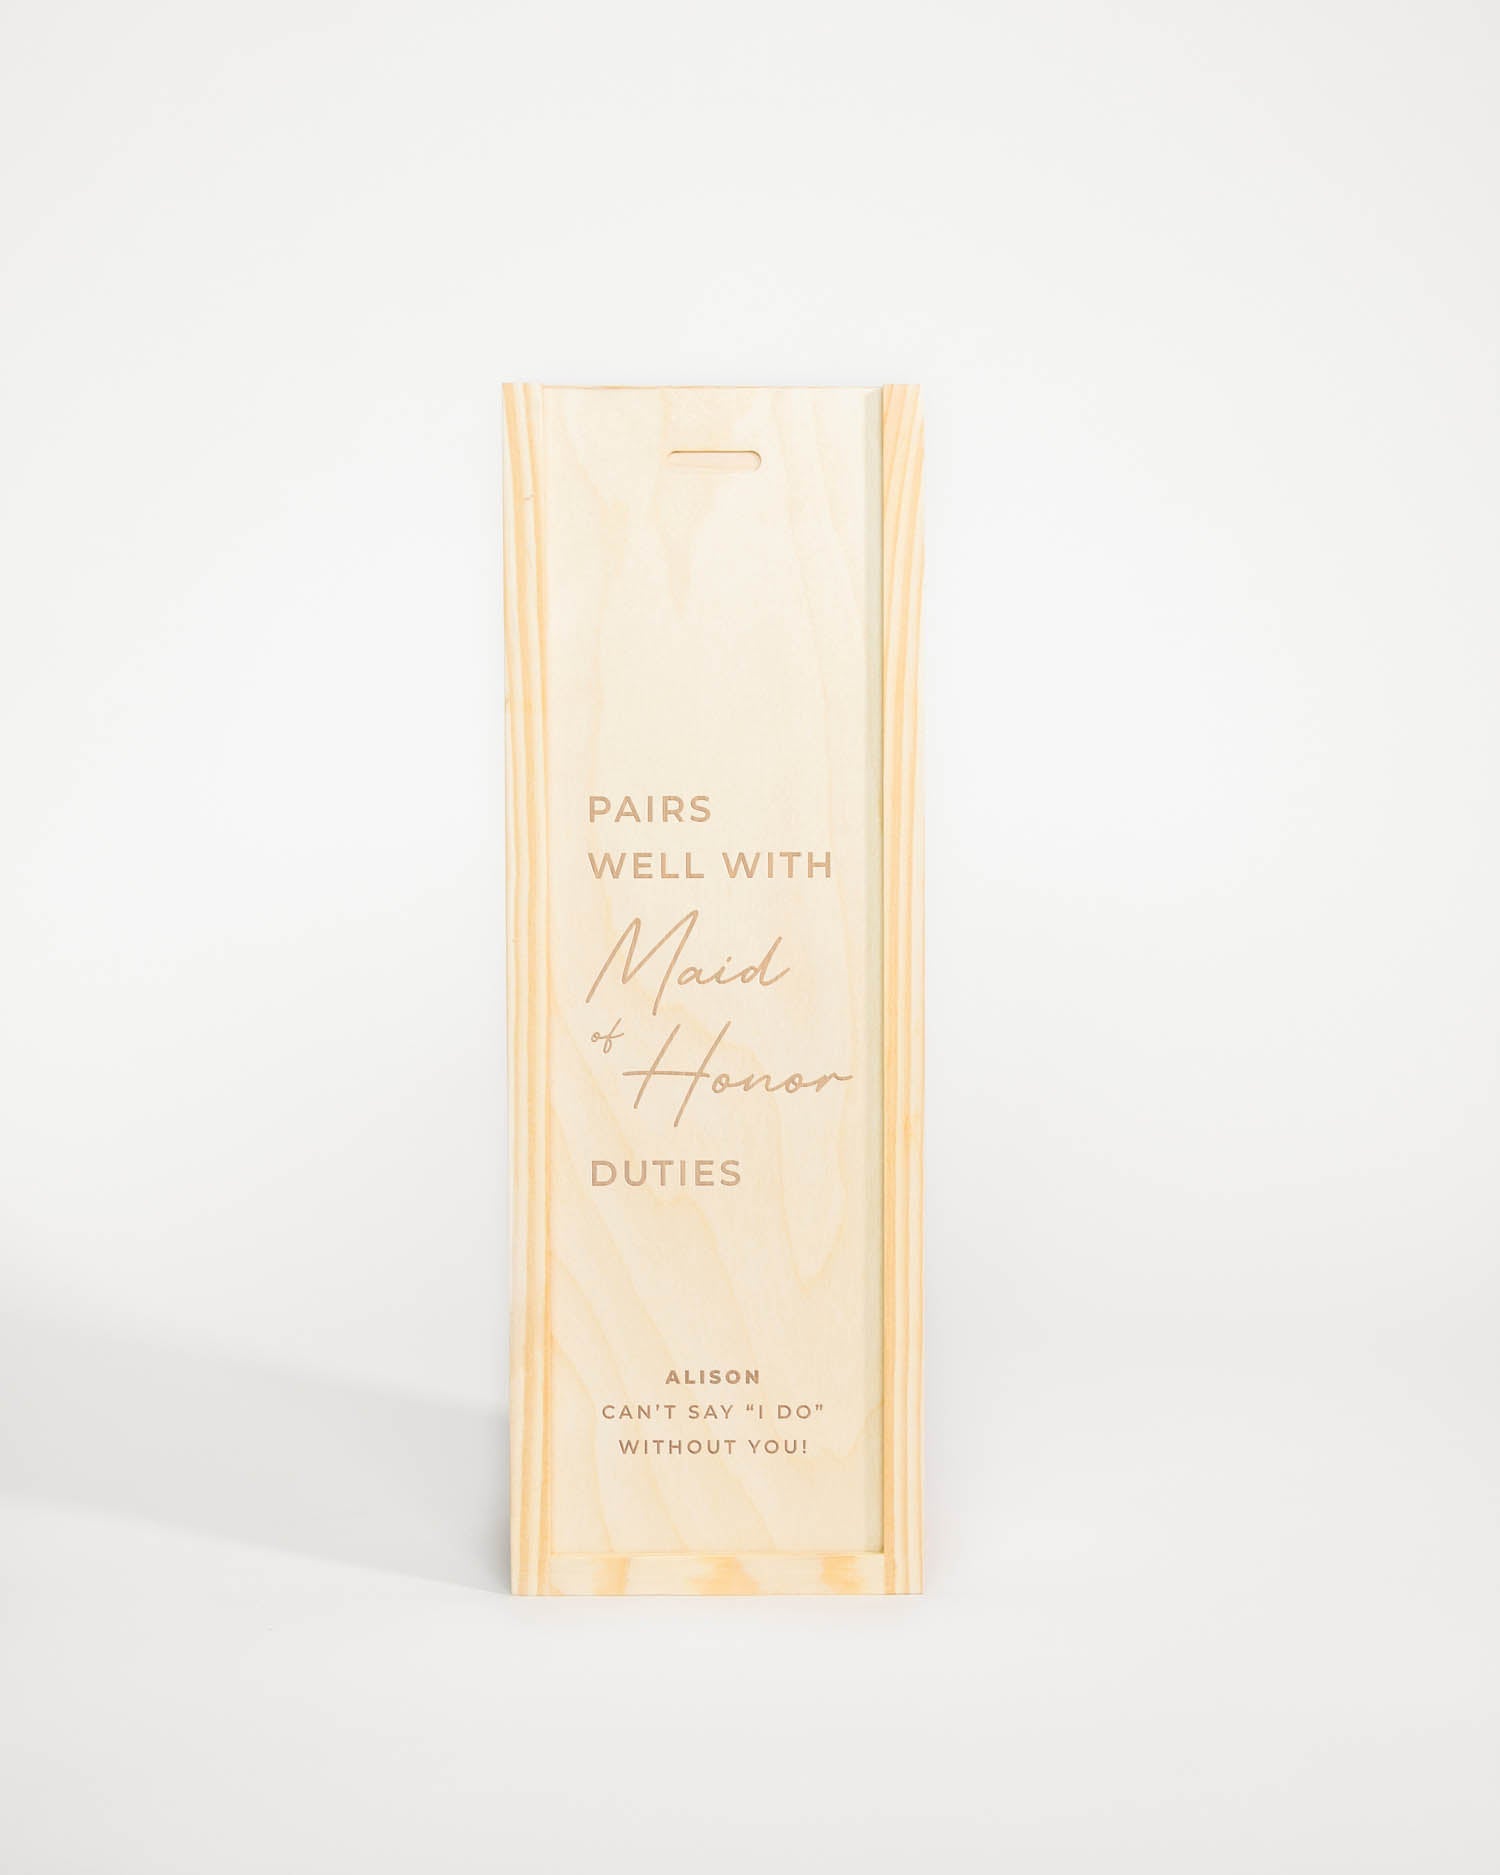 PAIRS
WELL WITH
Maid
of
Honor
DUTIES
ALISON
CAN'T SAY “I DO”
WITHOUT YOU!